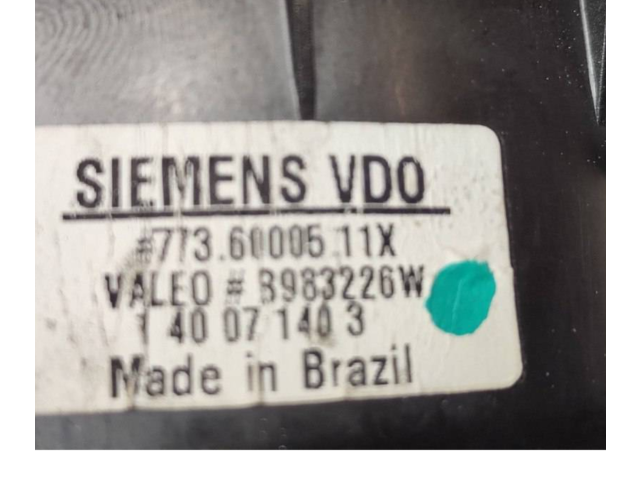 SIEMENS VDO
#773.60005.11X
VALEO # B983226W
1 40 07 140 3
Made in Brazil